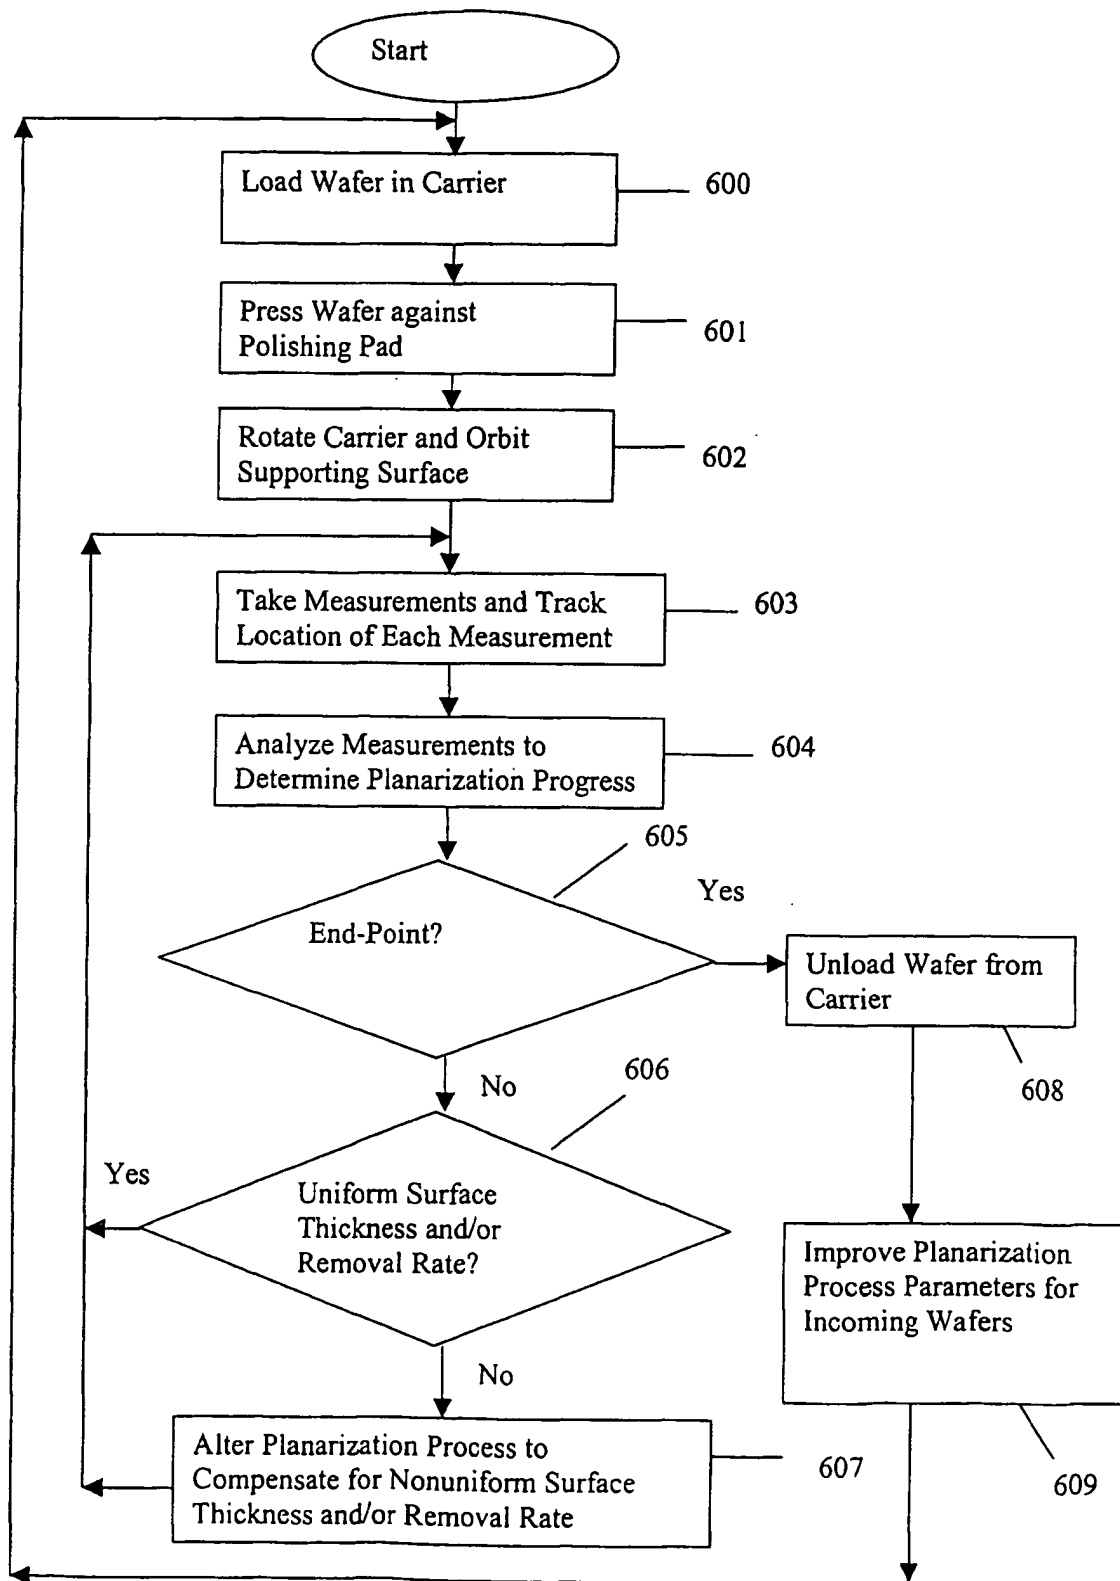 Start
Load Wafer in Carrier
600
Press Wafer against
Polishing Pad
601
Rotate Carrier and Orbit
Supporting Surface
602
Take Measurements and Track
Location of Each Measurement
603
Analyze Measurements to
Determine Planarization Progress
604
605
End-Point?
Yes
Unload Wafer from
Carrier
608
No
606
Yes
Uniform Surface
Thickness and/or
Removal Rate?
Improve Planarization
Process Parameters for
Incoming Wafers
609
No
Alter Planarization Process to
Compensate for Nonuniform Surface
Thickness and/or Removal Rate
607